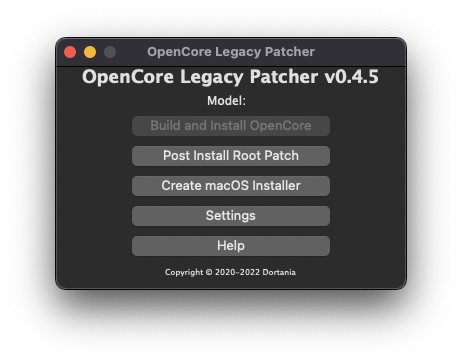 OpenCore Legacy Patcher
OpenCore Legacy Patcher v0.4.5
Model:
Build and Install OpenCore
Post Install Root Patch
Create macOS Installer
Settings
Help
Copyright © 2020-2022 Dortania